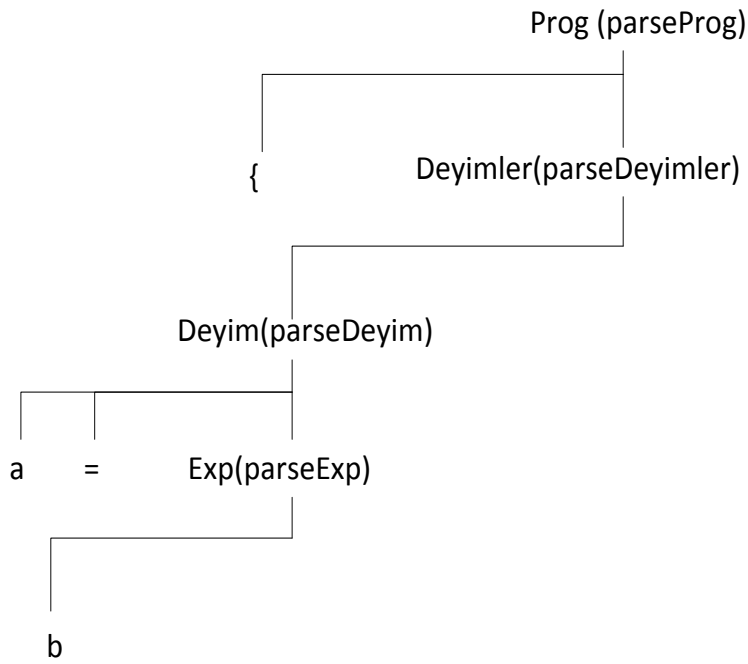 Prog (parseProg)
{ Deyimler(parseDeyimler)
Deyim(parseDeyim)
a = Exp(parseExp)
b